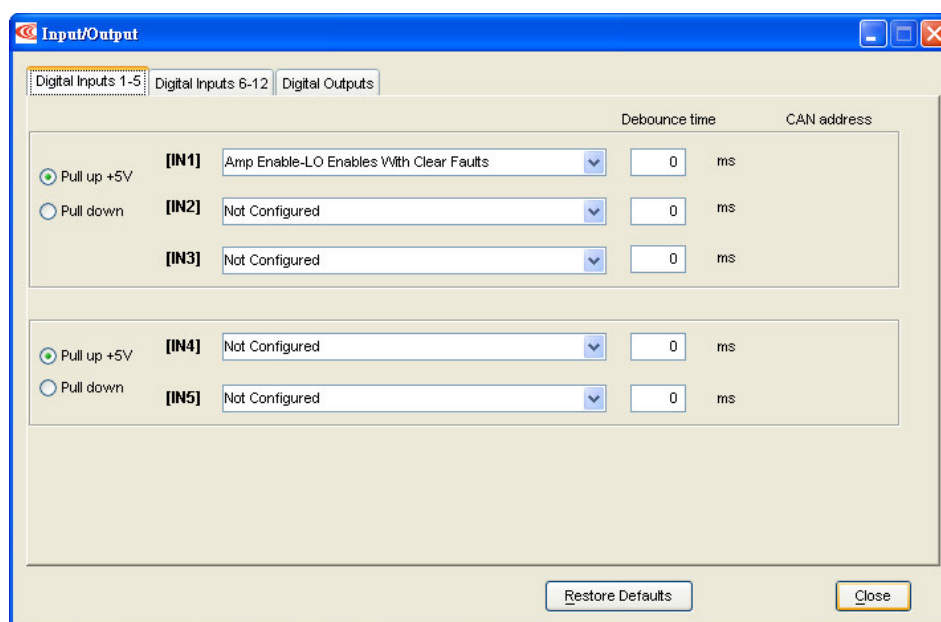 Input/Output
Digital Inputs 1-5 Digital Inputs 6-12 Digital Outputs
Debounce time CAN address
Pull up +5V
Pull down
[IN1] Amp Enable-LO Enables With Clear Faults 0 ms
[IN2] Not Configured 0 ms
[IN3] Not Configured 0 ms
Pull up +5V
Pull down
[IN4] Not Configured 0 ms
[IN5] Not Configured 0 ms
Restore Defaults Close